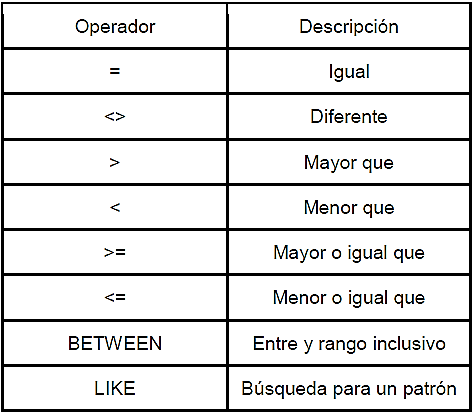 Operador Descripción
= Igual
<> Diferente
> Mayor que
< Menor que
>= Mayor o igual que
<= Menor o igual que
BETWEEN Entre y rango inclusivo
LIKE Búsqueda para un patrón